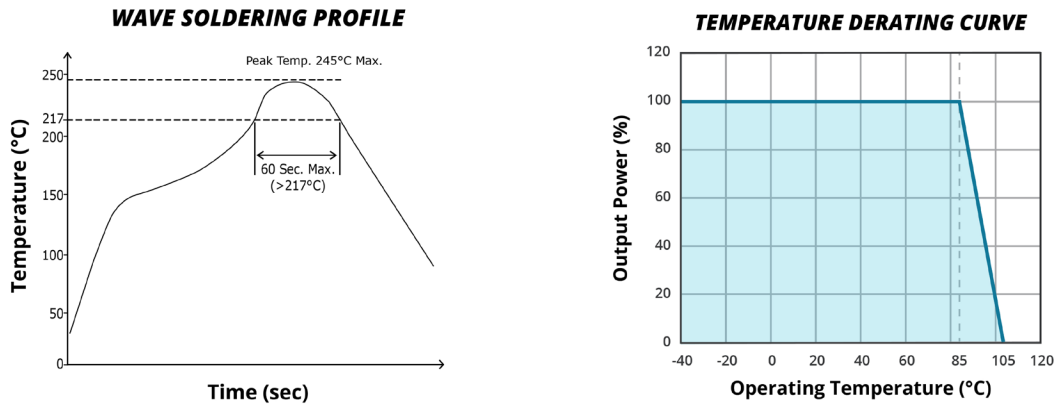 WAVE SOLDERING PROFILE
Peak Temp. 245°C Max.
250
217
200
150
100
50
0
60 Sec. Max.
(>217°C)
Temperature (°C)
Time (sec)
TEMPERATURE DERATING CURVE
120
100
80
60
40
20
0
-40 -20 0 20 40 60 85 105 120
Output Power (%)
Operating Temperature (°C)